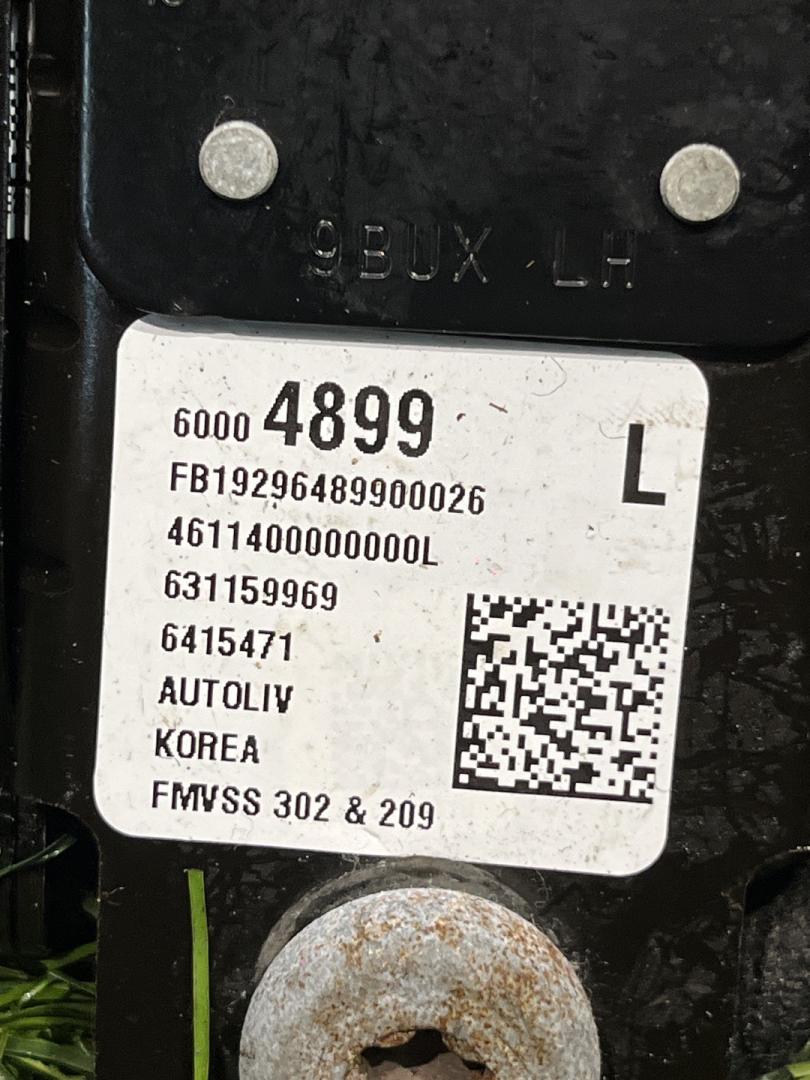 9BUX LH
6000 4899
L
FB19296489900026
4611400000000L
631159969
6415471
AUTOLIV
KOREA
FMVSS 302 & 209